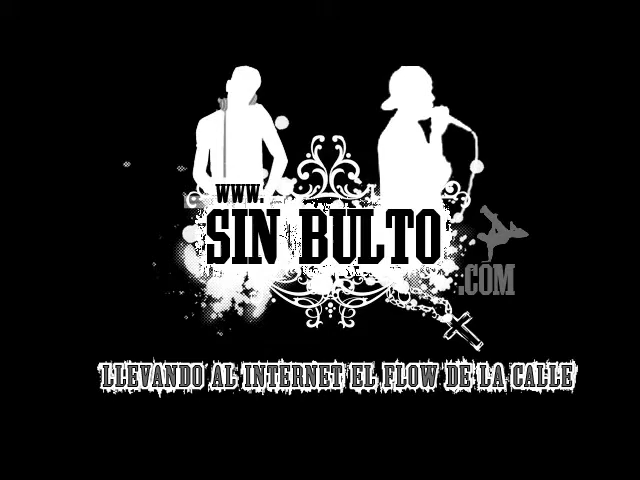 WWW.
SIN BULTO
.COM
LLEVANDO AL INTERNET EL FLOW DE LA CALLE